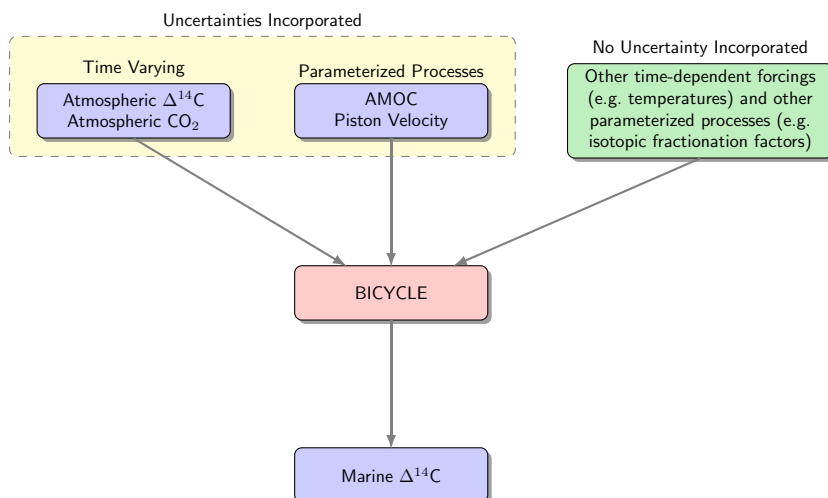 Uncertainties Incorporated
Time Varying
Atmospheric Δ¹⁴C
Atmospheric CO₂
Parameterized Processes
AMOC
Piston Velocity
No Uncertainty Incorporated
Other time-dependent forcings
(e.g. temperatures) and other
parameterized processes (e.g.
isotopic fractionation factors)
BICYCLE
Marine Δ¹⁴C